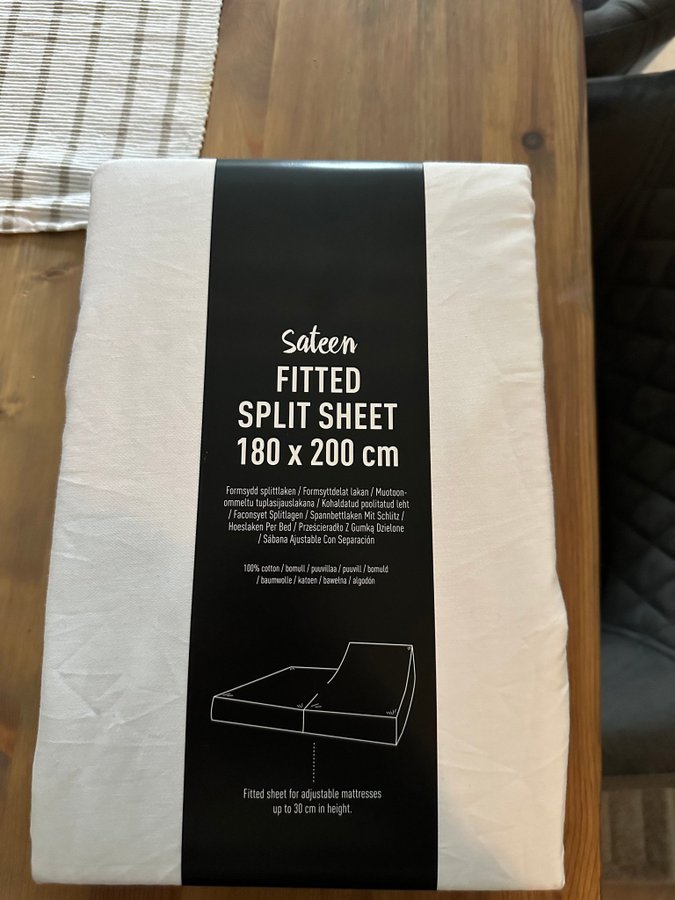 Sateen
FITTED
SPLIT SHEET
180 x 200 cm
Formsydd splittlaken / Formsyttdelat lakan / Muotoon-
ommeltu tuplasijauslakana / Kohaldatud poolitatud leht
/ Faconsyet Splitlagen / Spannbettlaken Mit Schlitz /
Hoeslaken Per Bed / Prześcieradło Z Gumką Dzielone
/ Sábana Ajustable Con Separación
100% cotton / bomull / puuvillaa / puuvill / bomuld
/ baumwolle / katoen / bawełna / algodón
Fitted sheet for adjustable mattresses
up to 30 cm in height.